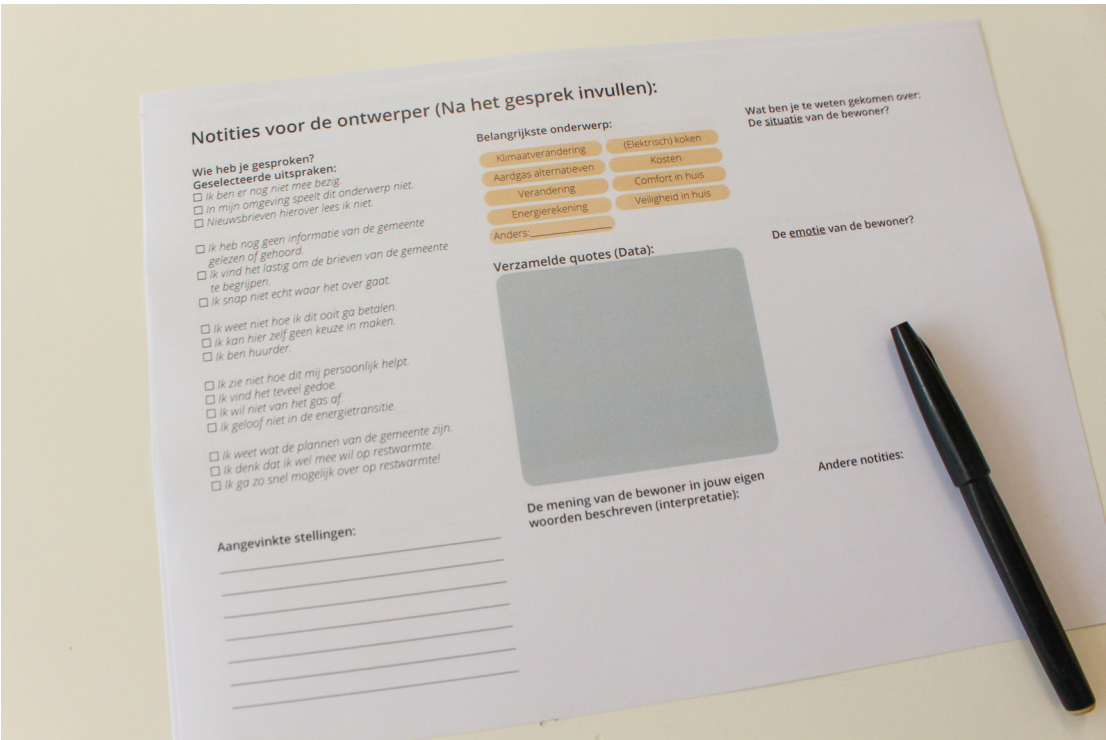 Notities voor de ontwerper (Na het gesprek invullen):
Wie heb je gesproken?
Geselecteerde uitspraken:
☐ Ik ben er nog niet mee bezig.
☐ In mijn omgeving speelt dit onderwerp niet.
☐ Nieuwsbrieven hierover lees ik niet.
☐ Ik heb nog geen informatie van de gemeente
gelezen of gehoord.
☐ Ik vind het lastig om de brieven van de gemeente
te begrijpen.
☐ Ik snap niet echt waar het over gaat.
☐ Ik weet niet hoe ik dit ooit ga betalen.
☐ Ik kan hier zelf geen keuze in maken.
☐ Ik ben huurder.
☐ Ik zie niet hoe dit mij persoonlijk helpt.
☐ Ik vind het teveel gedoe.
☐ Ik wil niet van het gas af.
☐ Ik geloof niet in de energietransitie.
☐ Ik weet wat de plannen van de gemeente zijn.
☐ Ik denk dat ik wel mee wil op restwarmte.
☐ Ik ga zo snel mogelijk over op restwarmte!
Aangevinkte stellingen:
Belangrijkste onderwerp:
Klimaatverandering
(Elektrisch) koken
Aardgas alternatieven
Kosten
Verandering
Comfort in huis
Energierekening
Veiligheid in huis
Anders:
Verzamelde quotes (Data):
De mening van de bewoner in jouw eigen
woorden beschreven (interpretatie):
Wat ben je te weten gekomen over:
De situatie van de bewoner?
De emotie van de bewoner?
Andere notities: